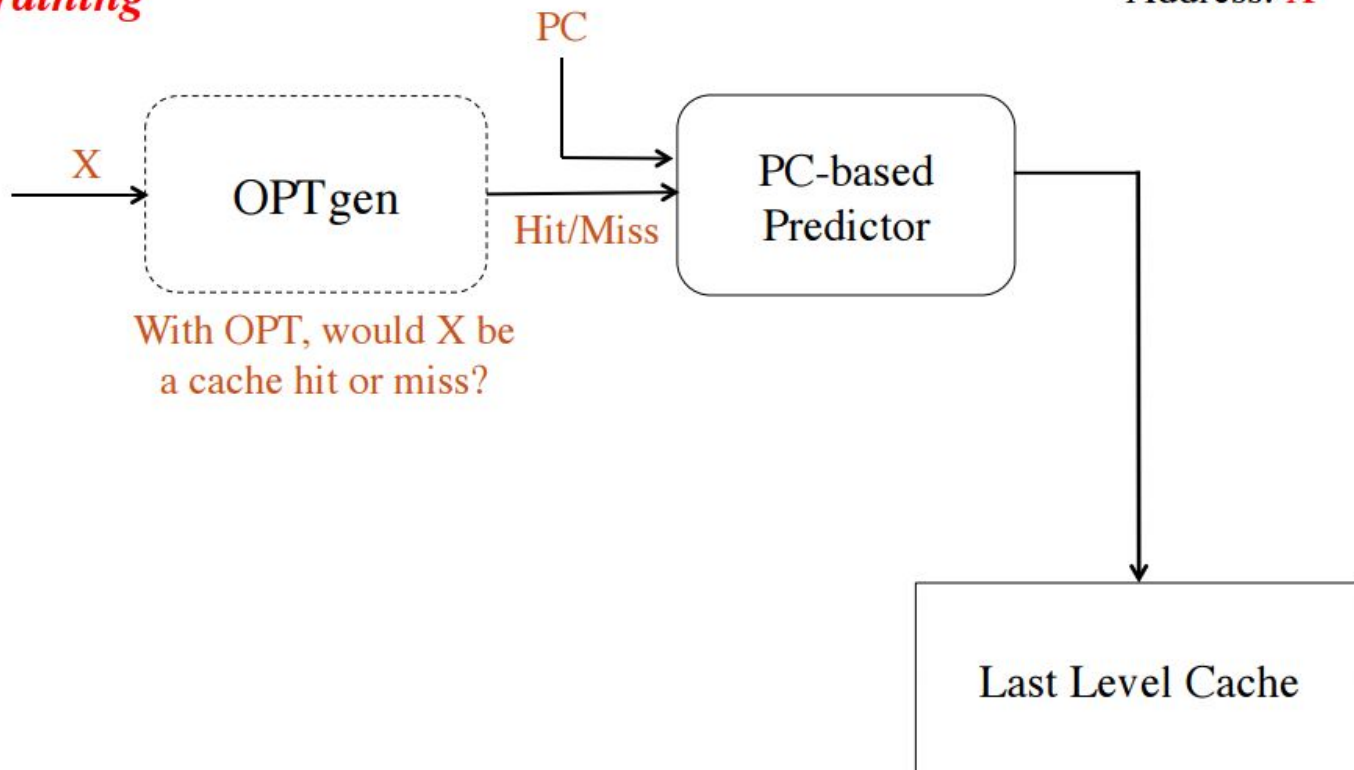 PC
X
OPTgen
Hit/Miss
PC-based
Predictor
With OPT, would X be
a cache hit or miss?
Last Level Cache